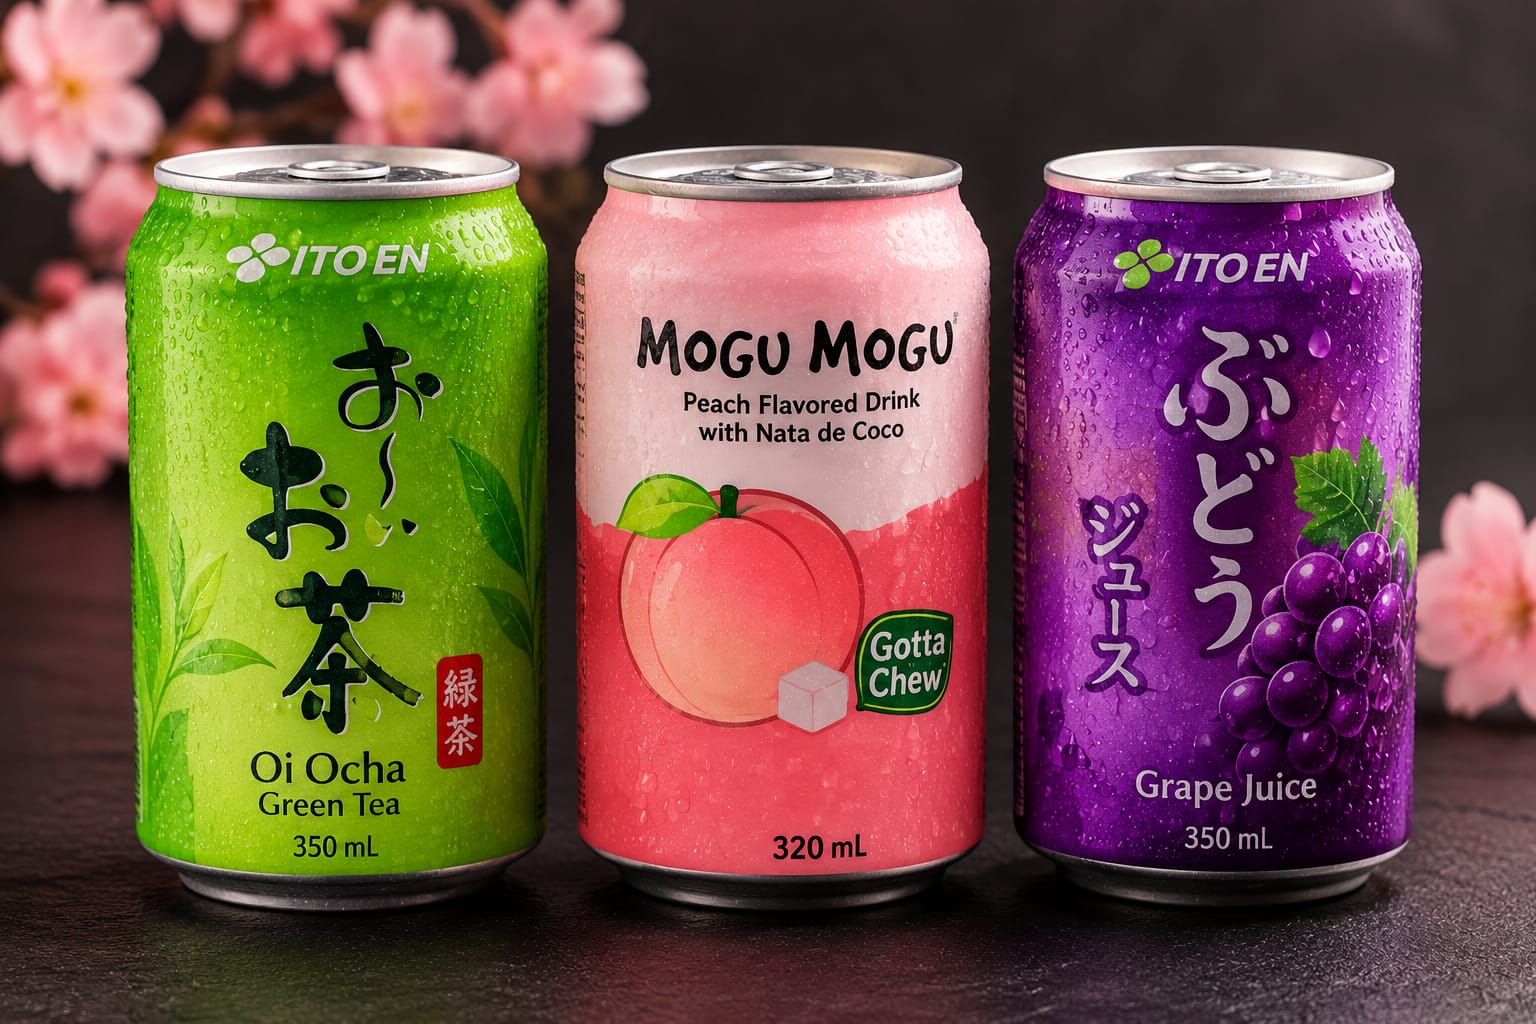 ITO EN
お～い
お茶
緑茶
Oi Ocha
Green Tea
350 mL
MOGU MOGU
Peach Flavored Drink
with Nata de Coco
Gotta
Chew
320 mL
ITO EN
ぶどう
ジュース
Grape Juice
350 mL